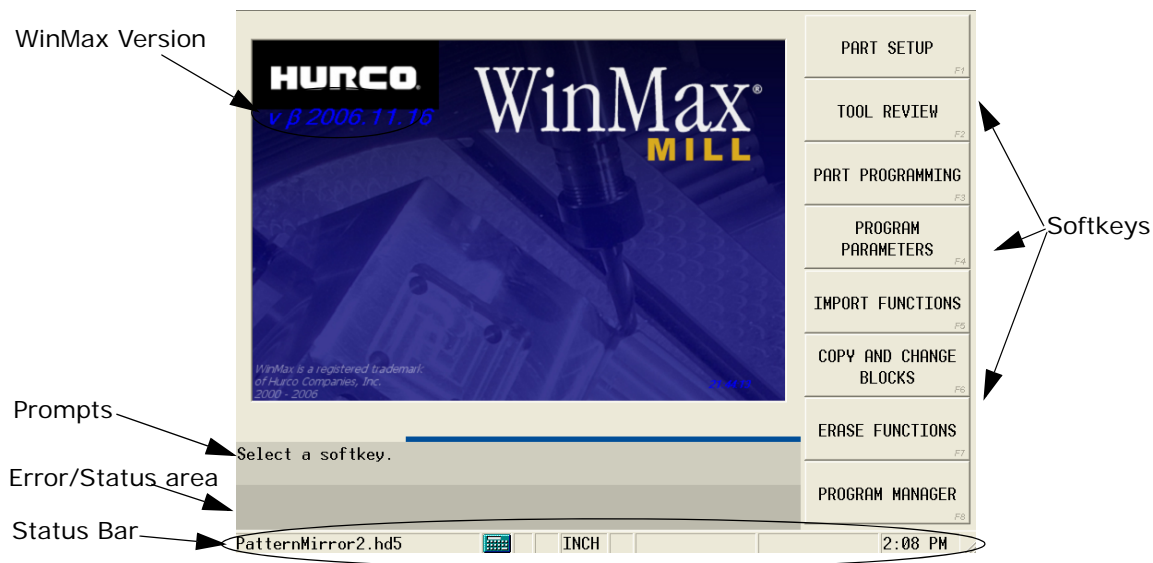 WinMax Version
HURCO
v β 2006.11.16
WinMax®
MILL
WinMax is a registered trademark
of Hurco Companies, Inc.
2000 - 2006
PART SETUP
F1
TOOL REVIEW
F2
PART PROGRAMMING
F3
PROGRAM
PARAMETERS
F4
IMPORT FUNCTIONS
F5
COPY AND CHANGE
BLOCKS
F6
ERASE FUNCTIONS
F7
PROGRAM MANAGER
F8
Softkeys
Prompts
Select a softkey.
Error/Status area
Status Bar
PatternMirror2.hd5
INCH
2:08 PM